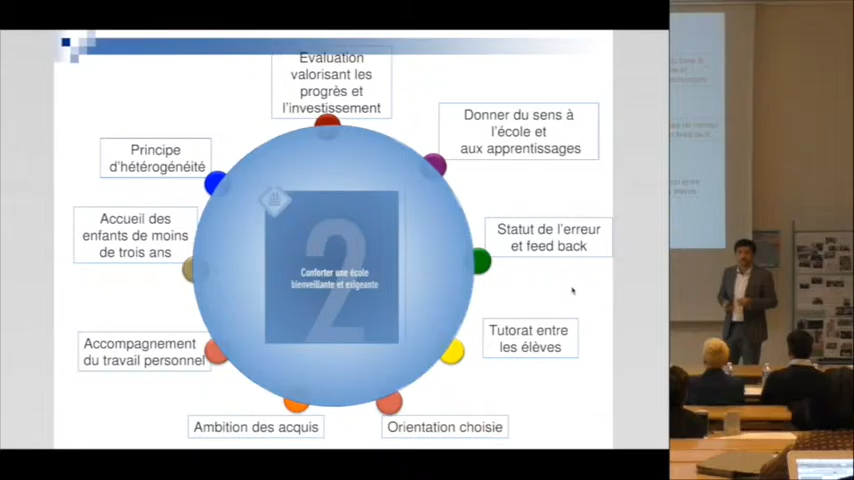 Evaluation
valorisant les
progrès et
l'investissement
Donner du sens à
l'école et
aux apprentissages
Principe
d'hétérogénéité
Accueil des
enfants de moins
de trois ans
Statut de l'erreur
et feed back
2
Conforter une école
bienveillante et exigeante
Accompagnement
du travail personnel
Tutorat entre
les élèves
Ambition des acquis
Orientation choisie